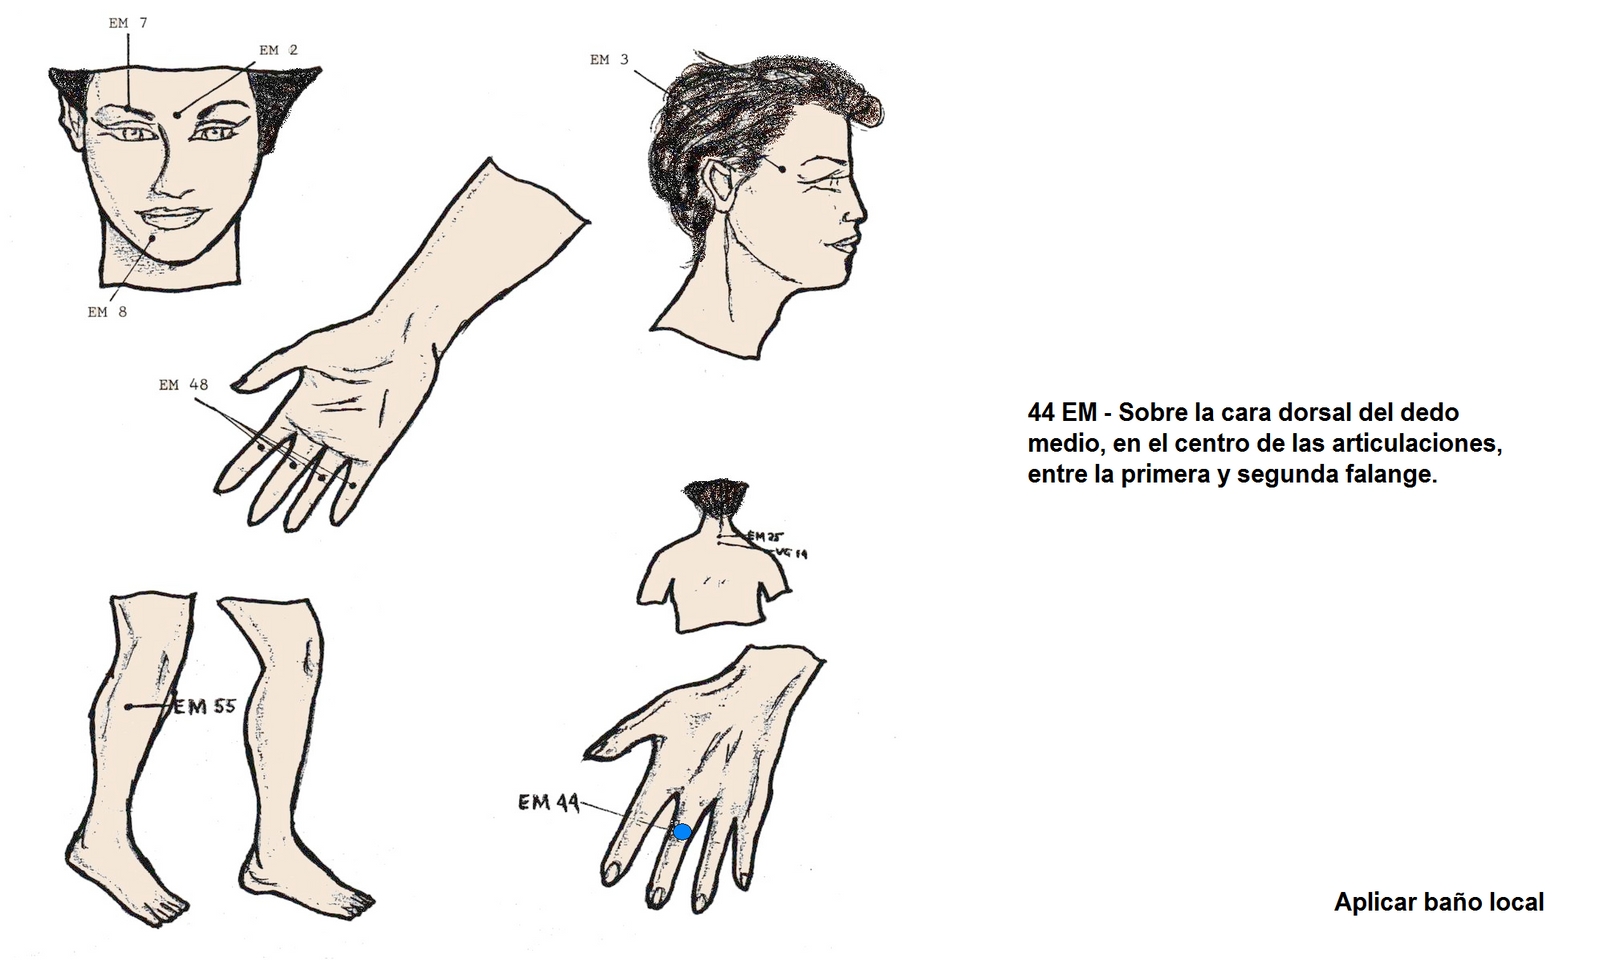 EM 7
EM 2
EM 3
EM 8
EM 48
44 EM - Sobre la cara dorsal del dedo
medio, en el centro de las articulaciones,
entre la primera y segunda falange.
EM 25
VG 14
EM 55
EM 44
Aplicar baño local